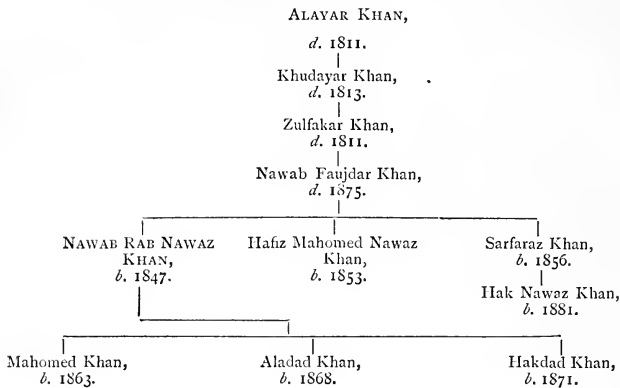 ALAYAR KHAN,
d. 1811.
Khudayar Khan,
d. 1813.
Zulfakar Khan,
d. 1811.
Nawab Faujdar Khan,
d. 1875.
NAWAB RAB NAWAZ
KHAN,
b. 1847.
Hafiz Mahomed Nawaz
Khan,
b. 1853.
Sarfaraz Khan,
b. 1856.
Hak Nawaz Khan,
b. 1881.
Mahomed Khan,
b. 1863.
Aladad Khan,
b. 1868.
Hakdad Khan,
b. 1871.